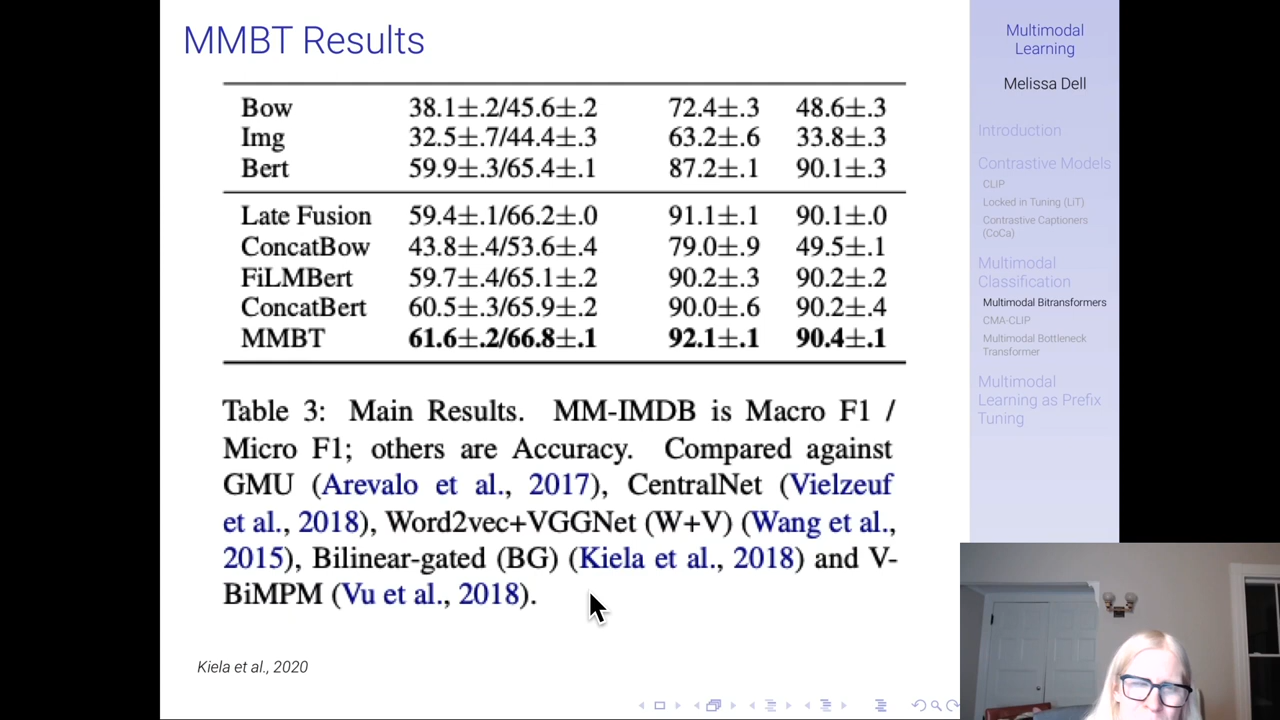 MMBT Results
Bow 38.1±.2/45.6±.2 72.4±.3 48.6±.3
Img 32.5±.7/44.4±.3 63.2±.6 33.8±.3
Bert 59.9±.3/65.4±.1 87.2±.1 90.1±.3
Late Fusion 59.4±.1/66.2±.0 91.1±.1 90.1±.0
ConcatBow 43.8±.4/53.6±.4 79.0±.9 49.5±.1
FiLMBert 59.7±.4/65.1±.2 90.2±.3 90.2±.2
ConcatBert 60.5±.3/65.9±.2 90.0±.6 90.2±.4
MMBT 61.6±.2/66.8±.1 92.1±.1 90.4±.1
Table 3: Main Results. MM-IMDB is Macro F1 /
Micro F1; others are Accuracy. Compared against
GMU (Arevalo et al., 2017), CentralNet (Vielzeuf
et al., 2018), Word2vec+VGGNet (W+V) (Wang et al.,
2015), Bilinear-gated (BG) (Kiela et al., 2018) and V-
BiMPM (Vu et al., 2018).
Kiela et al., 2020
Multimodal
Learning
Melissa Dell
Introduction
Contrastive Models
CLIP
Locked in Tuning (LiT)
Contrastive Captioners
(CoCa)
Multimodal
Classification
Multimodal Bitransformers
CMA-CLIP
Multimodal Bottleneck
Transformer
Multimodal
Learning as Prefix
Tuning